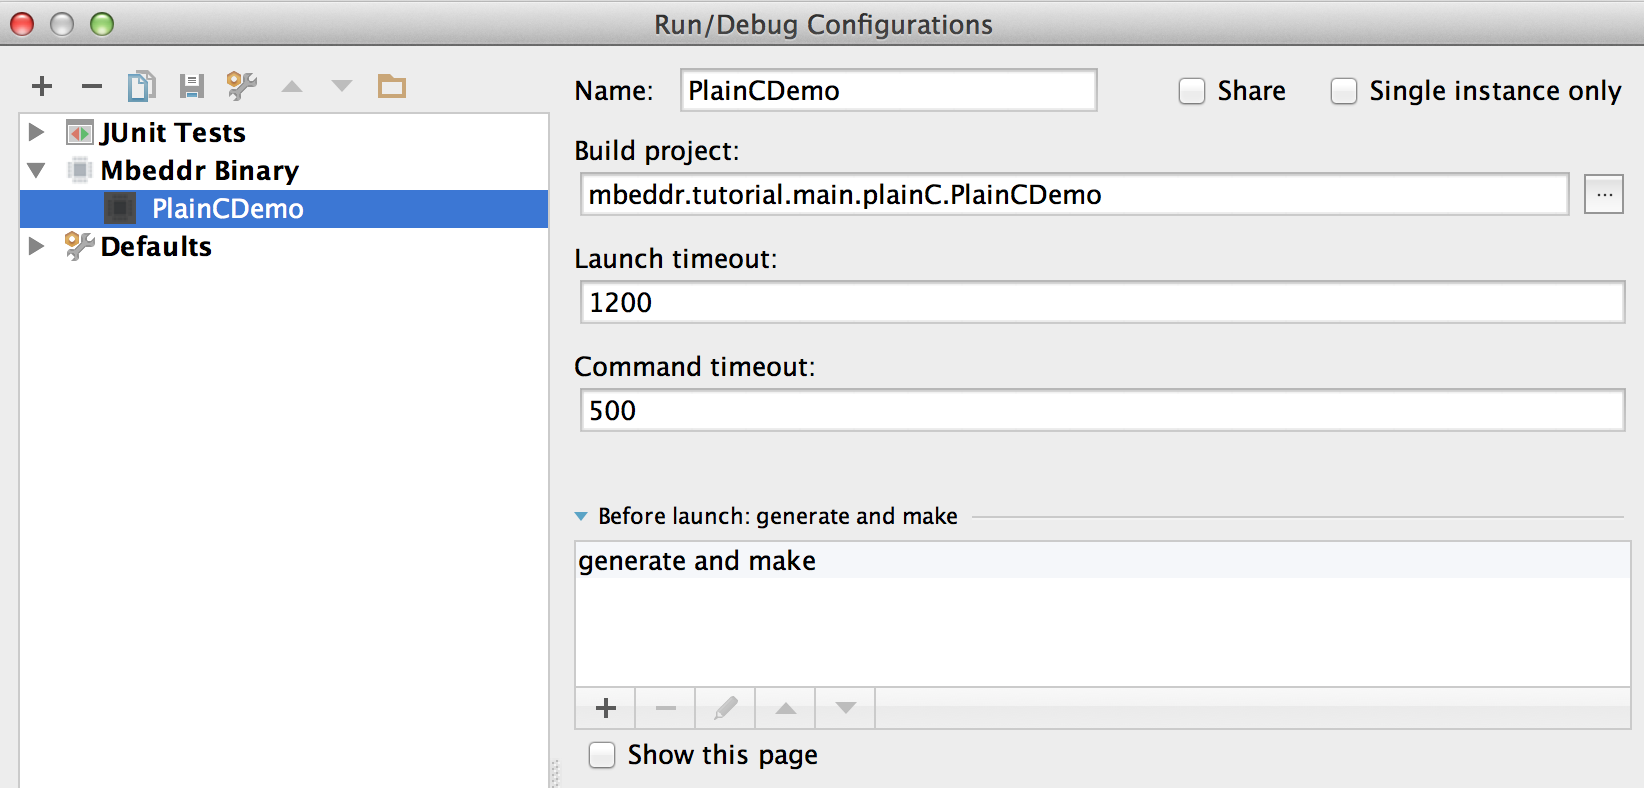 Run/Debug Configurations
Name: PlainCDemo Share Single instance only
JUnit Tests
Mbeddr Binary
PlainCDemo
Defaults
Build project:
mbeddr.tutorial.main.plainC.PlainCDemo ...
Launch timeout:
1200
Command timeout:
500
Before launch: generate and make
generate and make
Show this page